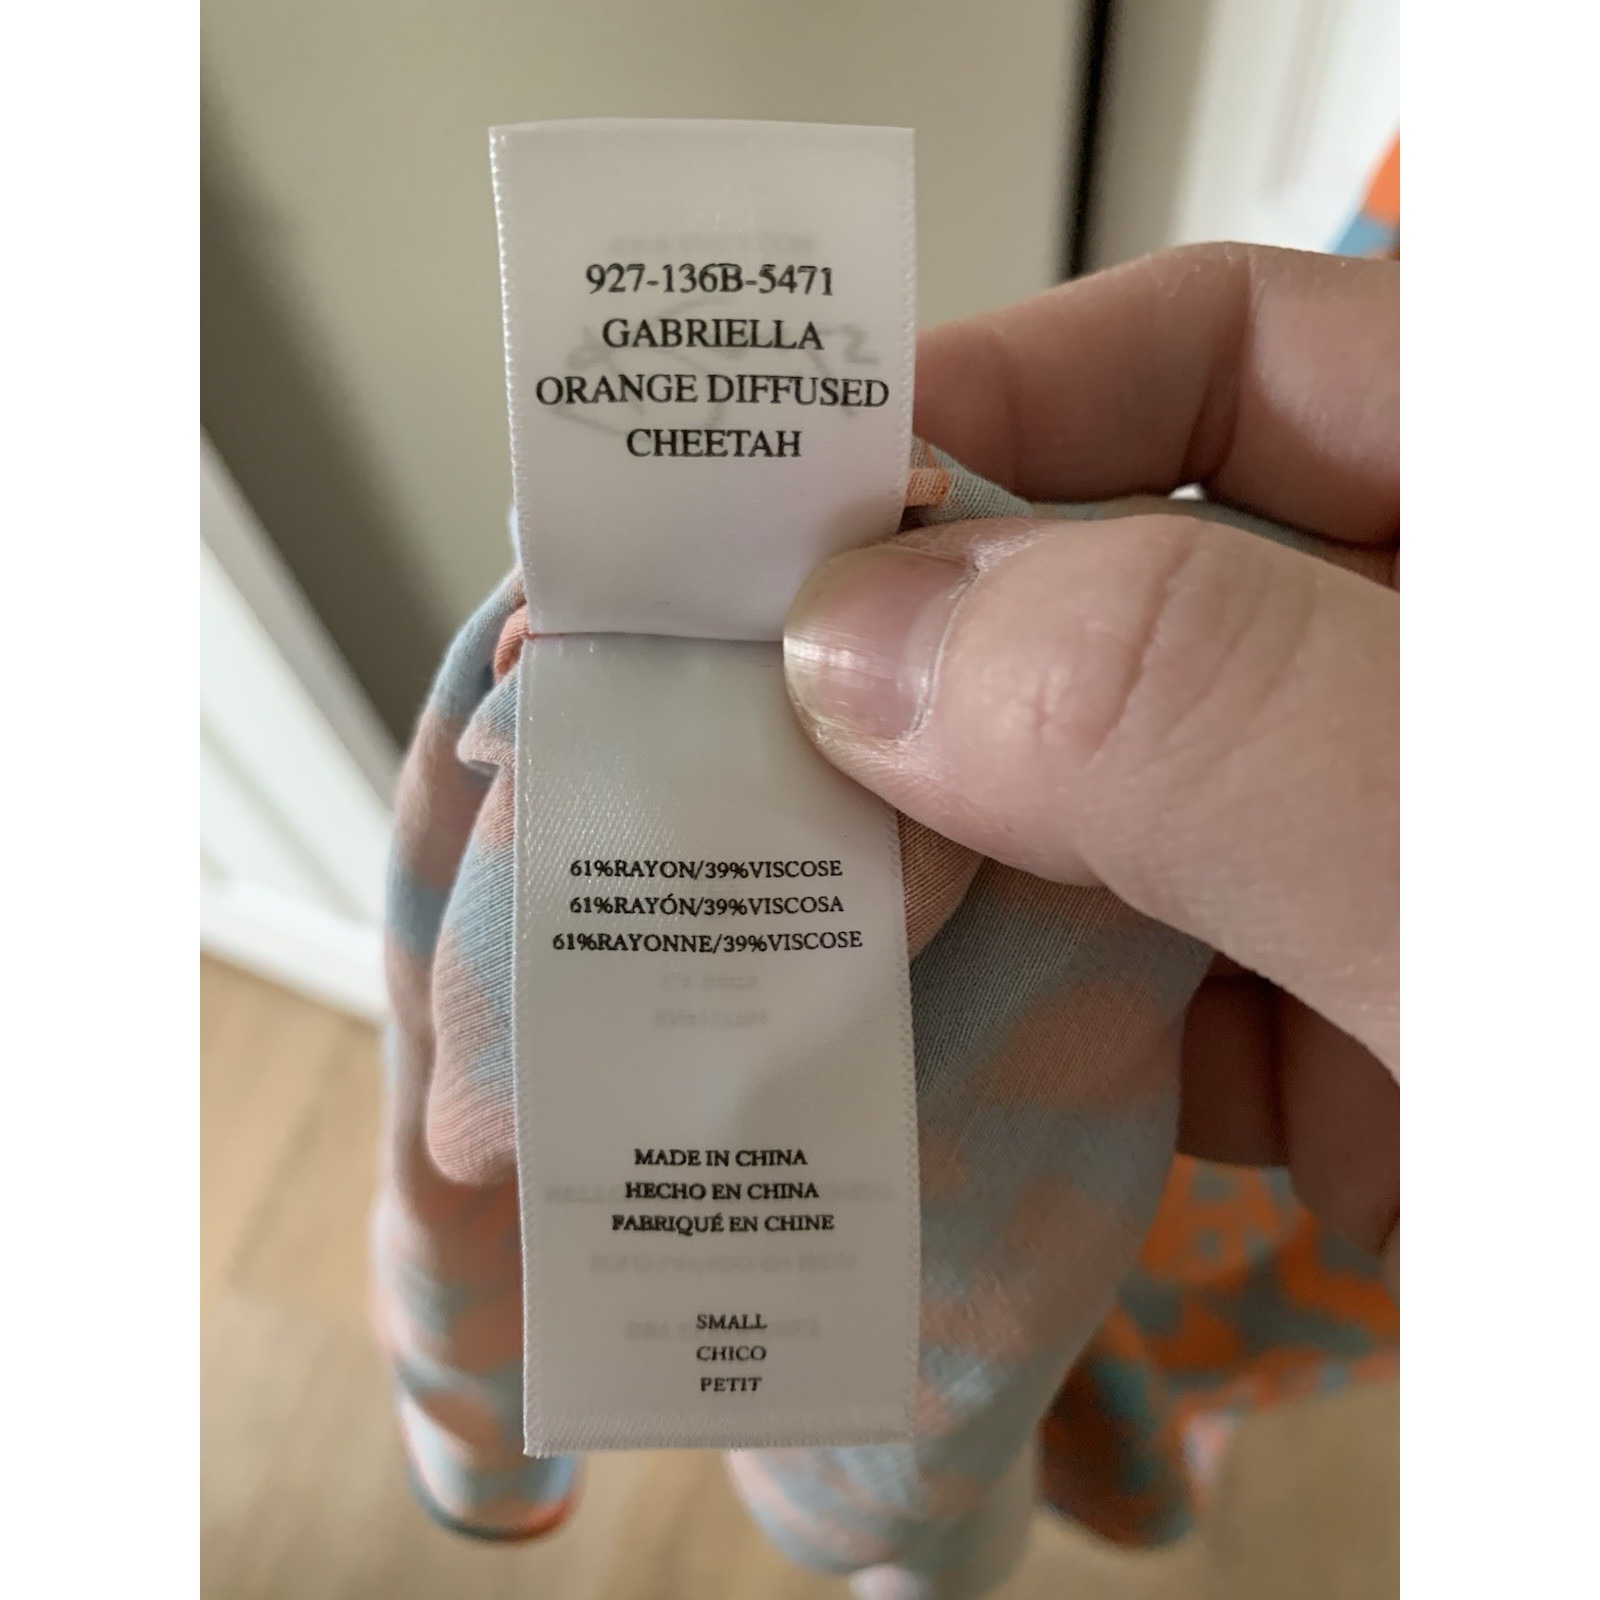 927-136B-5471
GABRIELLA
ORANGE DIFFUSED
CHEETAH
61%RAYON/39%VISCOSE
61%RAYÓN/39%VISCOSA
61%RAYONNE/39%VISCOSE
MADE IN CHINA
HECHO EN CHINA
FABRIQUÉ EN CHINE
SMALL
CHICO
PETIT